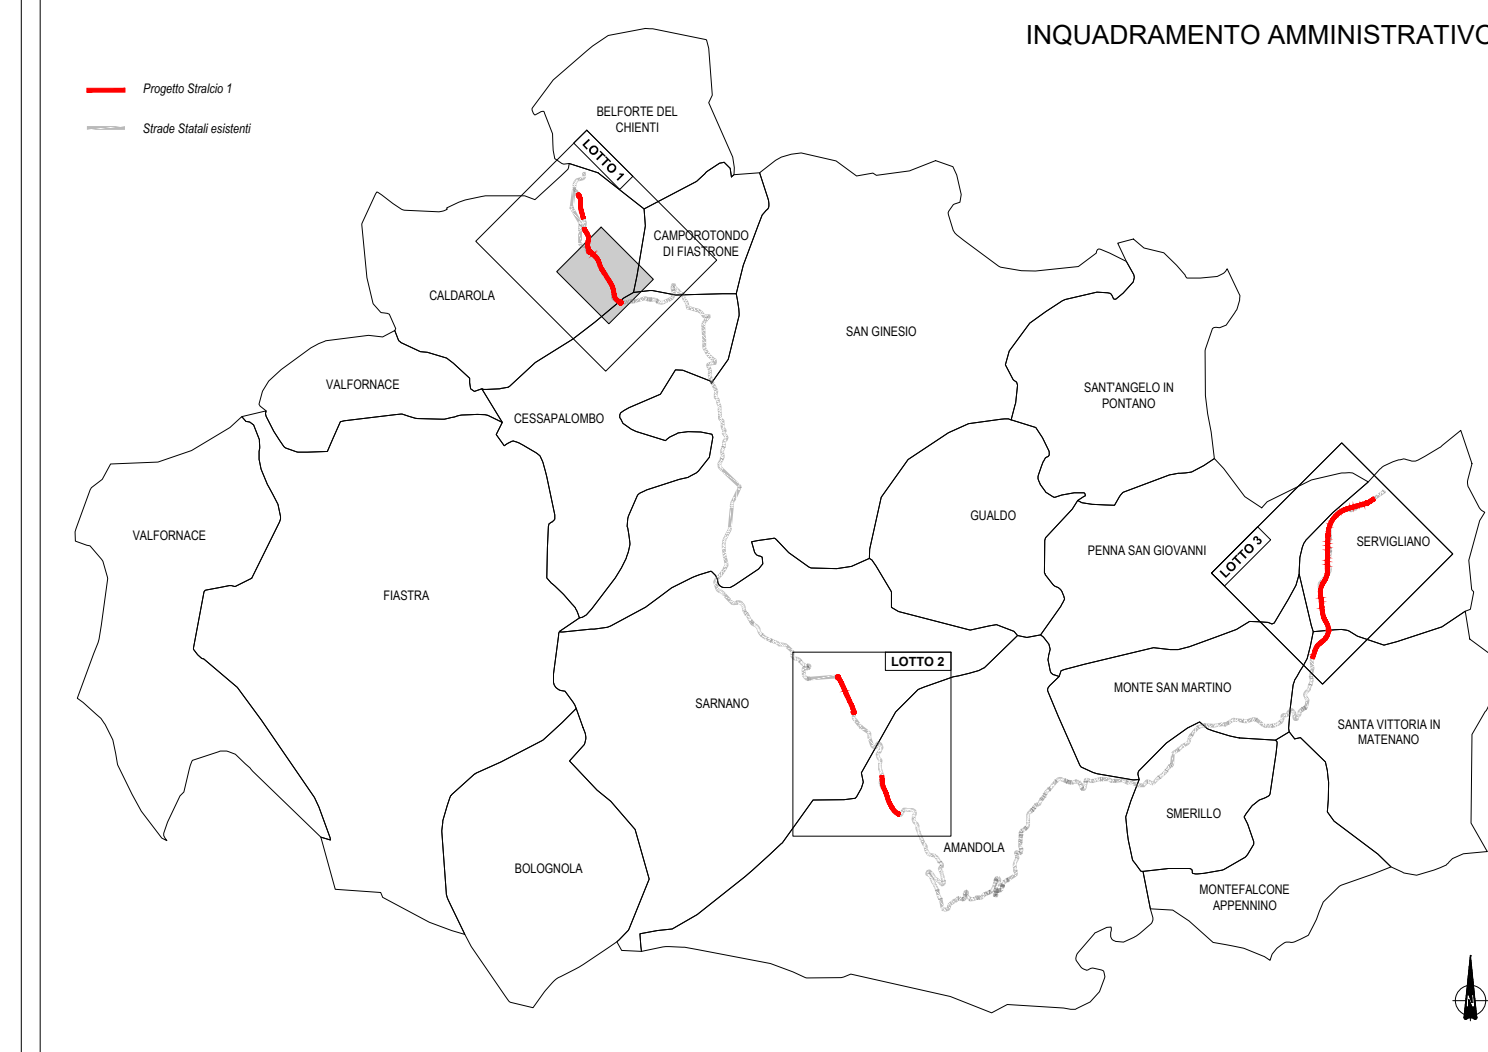 INQUADRAMENTO AMMINISTRATIVO
Progetto Stralcio 1
Strade Statali esistenti
BELFORTE DEL
CHIENTI
LOTTO 1
CAMPOROTONDO
DI FIASTRONE
CALDAROLA
SAN GINESIO
VALFORNACE
CESSAPALOMBO
SANT'ANGELO IN
PONTANO
GUALDO
VALFORNACE
PENNA SAN GIOVANNI
LOTTO 3
SERVIGLIANO
FIASTRA
LOTTO 2
SARNANO
MONTE SAN MARTINO
SANTA VITTORIA IN
MATENANO
SMERILLO
AMANDOLA
BOLOGNOLA
MONTEFALCONE
APPENNINO